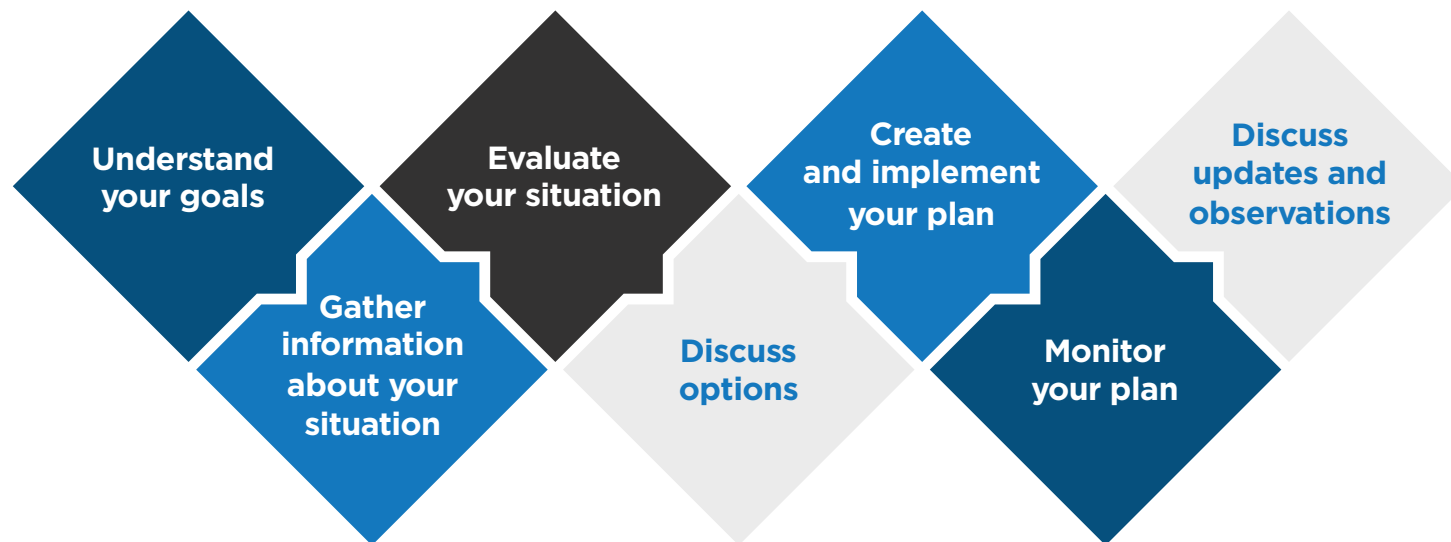 Understand
your goals
Gather
information
about your
situation
Evaluate
your situation
Discuss
options
Create
and implement
your plan
Monitor
your plan
Discuss
updates and
observations